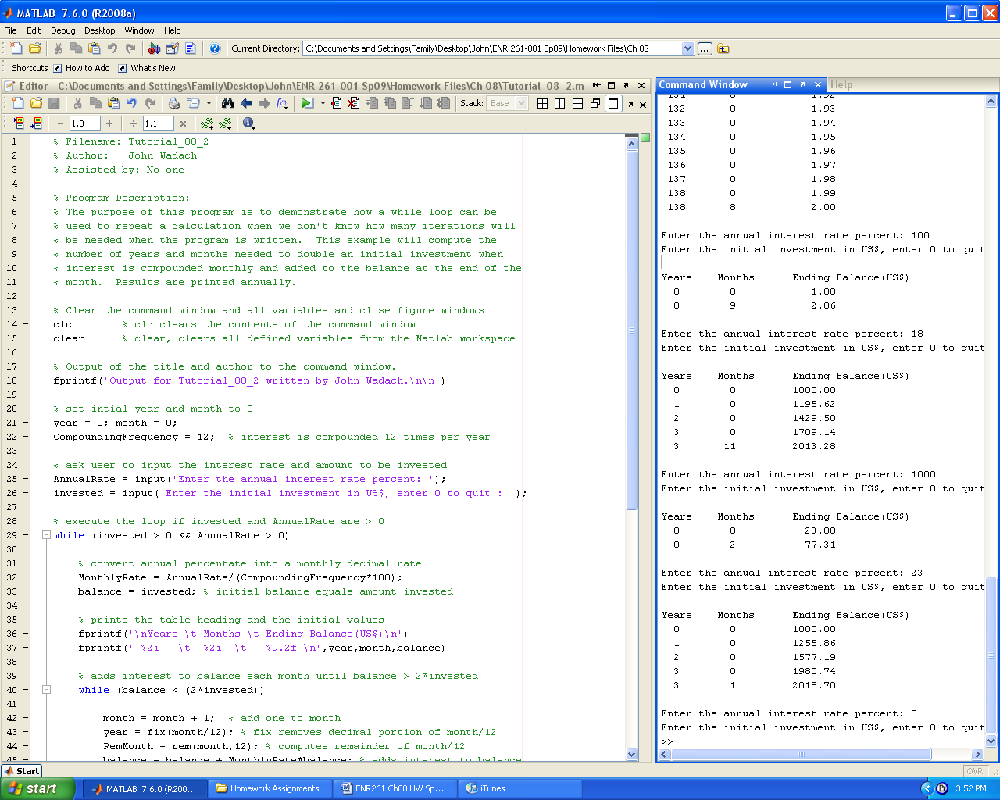 MATLAB 7.6.0 (R2008a)
File Edit Debug Desktop Window Help
Current Directory: C:\Documents and Settings\Family\Desktop\John\ENR 261-001 Sp09\Homework Files\Ch 08 ...
Shortcuts How to Add What's New
Editor - C:\Documents and Settings\Family\Desktop\John\ENR 261-001 Sp09\Homework Files\Ch 08\Tutorial_08_2.m
Stack: Base
− 1.0 + ÷ 1.1 ×
1 % Filename: Tutorial_08_2
2 % Author:   John Wadach
3 % Assisted by: No one
4
5 % Program Description:
6 % The purpose of this program is to demonstrate how a while loop can be
7 % used to repeat a calculation when we don't know how many iterations will
8 % be needed when the program is written.  This example will compute the
9 % number of years and months needed to double an initial investment when
10 % interest is compounded monthly and added to the balance at the end of the
11 % month.  Results are printed annually.
12
13 % Clear the command window and all variables and close figure windows
14 – clc        % clc clears the contents of the command window
15 – clear      % clear, clears all defined variables from the Matlab workspace
16
17 % Output of the title and author to the command window.
18 – fprintf('Output for Tutorial_08_2 written by John Wadach.\n\n')
19
20 % set intial year and month to 0
21 – year = 0; month = 0;
22 – CompoundingFrequency = 12;  % interest is compounded 12 times per year
23
24 % ask user to input the interest rate and amount to be invested
25 – AnnualRate = input('Enter the annual interest rate percent: ');
26 – invested = input('Enter the initial investment in US$, enter 0 to quit : ');
27
28 % execute the loop if invested and AnnualRate are > 0
29 – while (invested > 0 && AnnualRate > 0)
30
31 % convert annual percentate into a monthly decimal rate
32 – MonthlyRate = AnnualRate/(CompoundingFrequency*100);
33 – balance = invested; % initial balance equals amount invested
34
35 % prints the table heading and the initial values
36 – fprintf('\nYears \t Months \t Ending Balance(US$)\n')
37 – fprintf(' %2i   \t  %2i  \t   %9.2f \n',year,month,balance)
38
39 % adds interest to balance each month until balance > 2*invested
40 – while (balance < (2*invested))
41
42 – month = month + 1;  % add one to month
43 – year = fix(month/12); % fix removes decimal portion of month/12
44 – RemMonth = rem(month,12); % computes remainder of month/12
45 – balance = balance + MonthlyRate*balance; % adds interest to balance
Command Window
Help
131 0 1.92
132 0 1.93
133 0 1.94
134 0 1.95
135 0 1.96
136 0 1.97
137 0 1.98
138 0 1.99
138 8 2.00
Enter the annual interest rate percent: 100
Enter the initial investment in US$, enter 0 to quit
Years Months Ending Balance(US$)
0 0 1.00
0 9 2.06
Enter the annual interest rate percent: 18
Enter the initial investment in US$, enter 0 to quit
Years Months Ending Balance(US$)
0 0 1000.00
1 0 1195.62
2 0 1429.50
3 0 1709.14
3 11 2013.28
Enter the annual interest rate percent: 1000
Enter the initial investment in US$, enter 0 to quit
Years Months Ending Balance(US$)
0 0 23.00
0 2 77.31
Enter the annual interest rate percent: 23
Enter the initial investment in US$, enter 0 to quit
Years Months Ending Balance(US$)
0 0 1000.00
1 0 1255.86
2 0 1577.19
3 0 1980.74
3 1 2018.70
Enter the annual interest rate percent: 0
Enter the initial investment in US$, enter 0 to quit
>>
Start
OVR
start MATLAB 7.6.0 (R200... Homework Assignments ENR261 Ch08 HW Sp... iTunes 3:52 PM